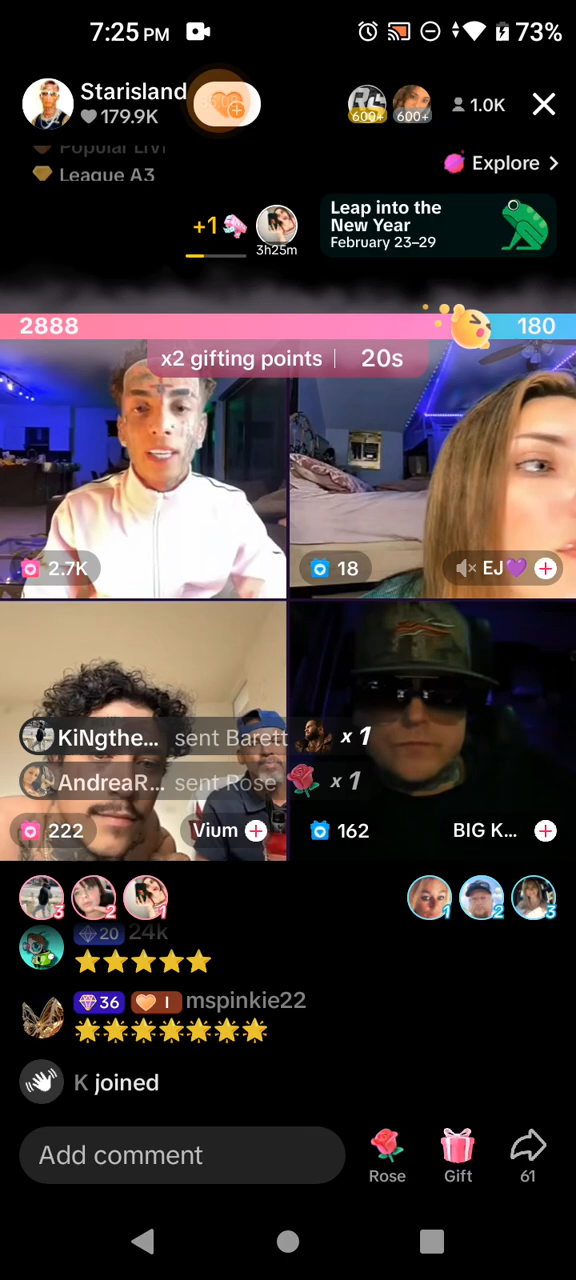 7:25 PM
73%
Starisland
179.9K
600+
600+
1.0K
Explore
League A3
+1
3h25m
Leap into the
New Year
February 23–29
2888
180
x2 gifting points
20s
2.7K
18
EJ💜
KiNgthe... sent Barett x 1
AndreaR... sent Rose x 1
222
Vium
162
BIG K...
3
2
1
1
2
3
20 24k
⭐⭐⭐⭐⭐
36 I mspinkie22
🌟🌟🌟🌟🌟🌟🌟
K joined
Add comment
Rose
Gift
61